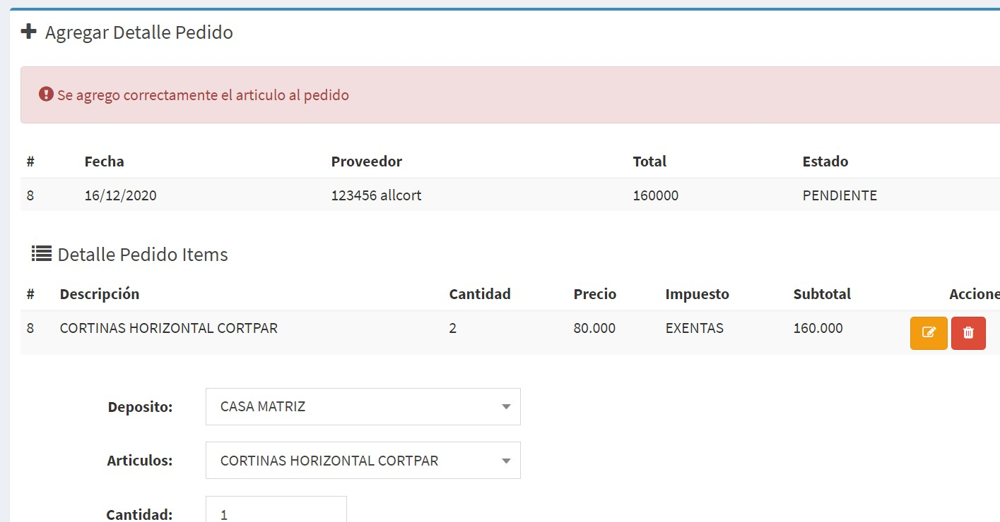 Agregar Detalle Pedido
Se agrego correctamente el articulo al pedido
# Fecha Proveedor Total Estado
8 16/12/2020 123456 allcort 160000 PENDIENTE
Detalle Pedido Items
# Descripción Cantidad Precio Impuesto Subtotal Accione
8 CORTINAS HORIZONTAL CORTPAR 2 80.000 EXENTAS 160.000
Deposito: CASA MATRIZ
Articulos: CORTINAS HORIZONTAL CORTPAR
Cantidad: 1